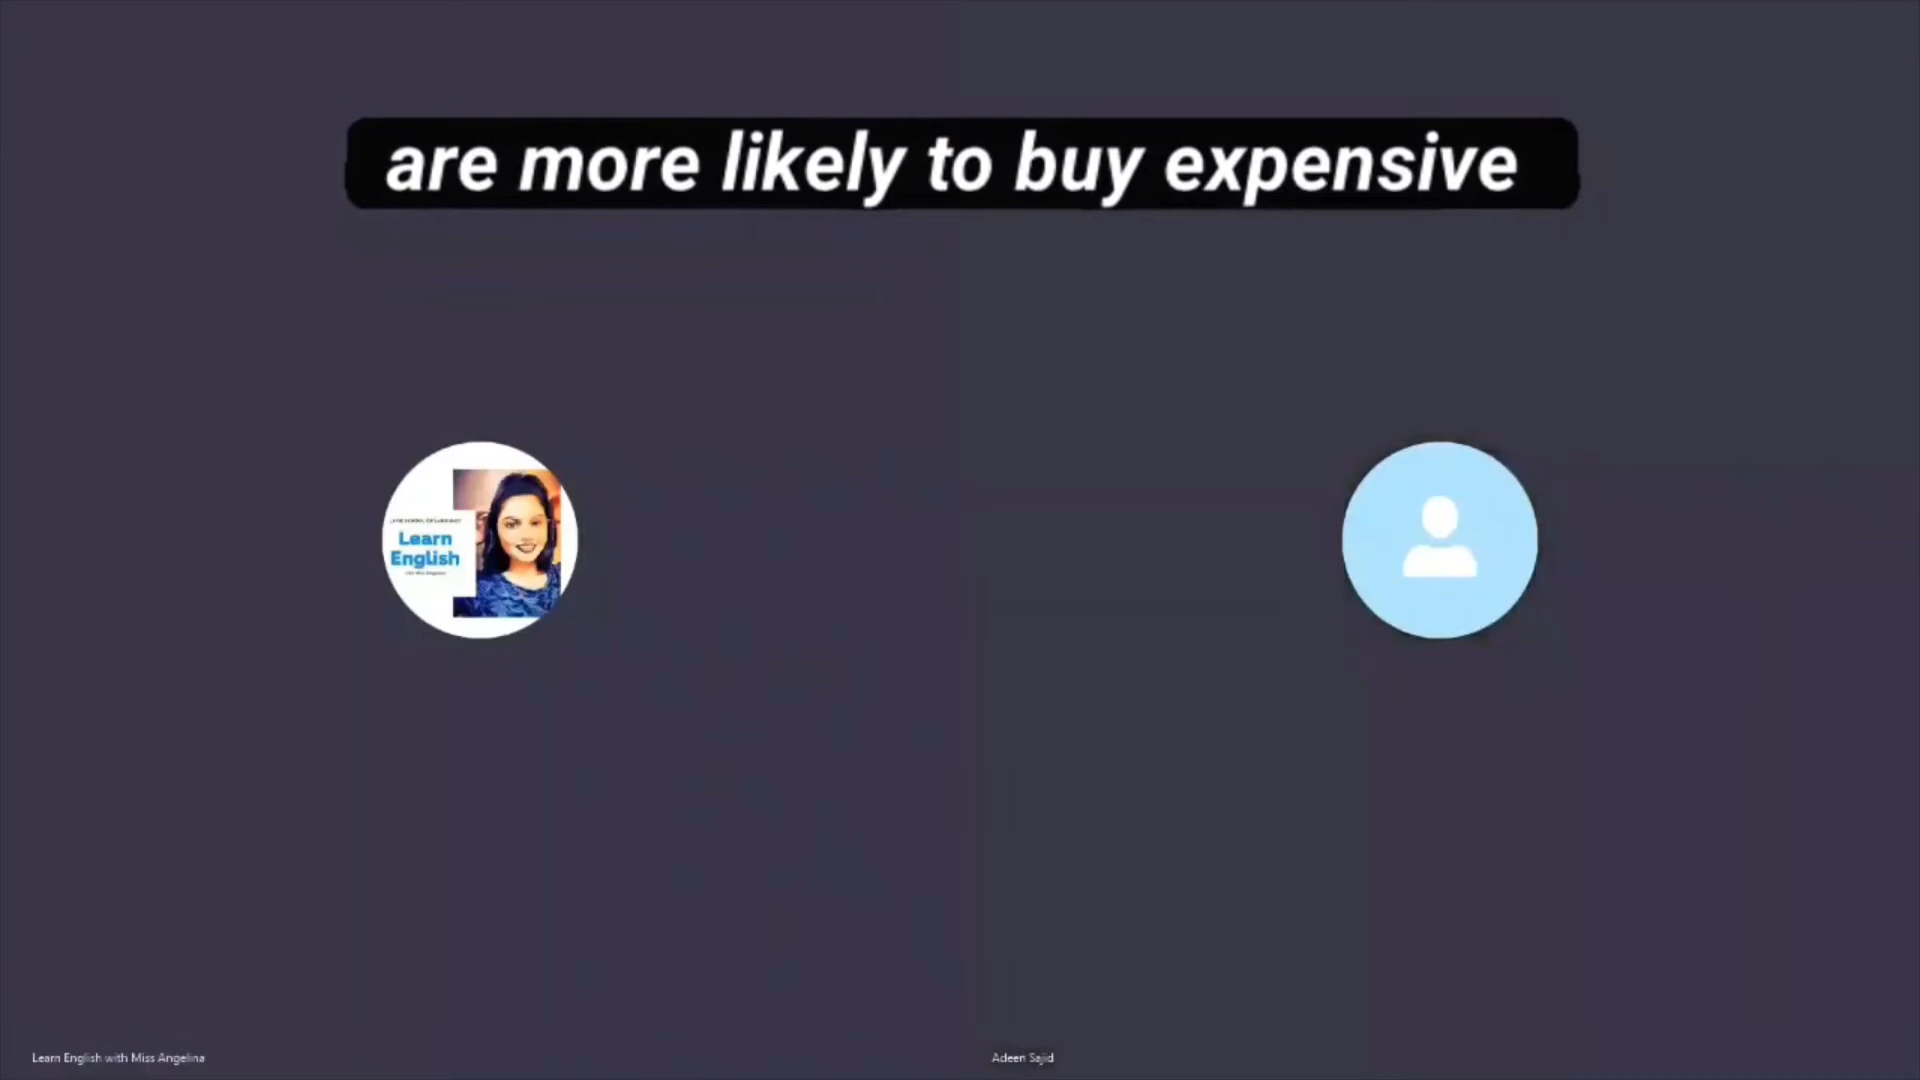 are more likely to buy expensive
Learn
English
Learn English with Miss Angelina
Adeen Sajid